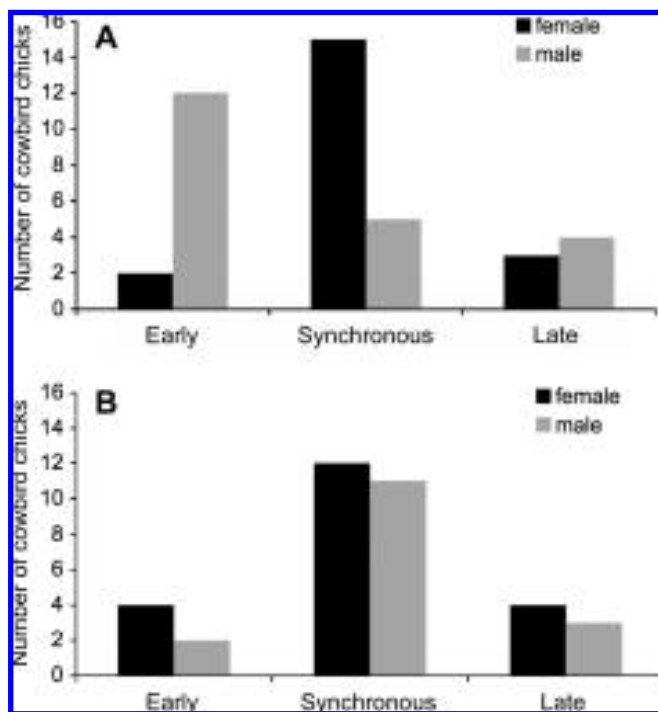 A
female
male
Number of cowbird chicks
16
14
12
10
8
6
4
2
0
Early Synchronous Late
B
female
male
Number of cowbird chicks
16
14
12
10
8
6
4
2
0
Early Synchronous Late